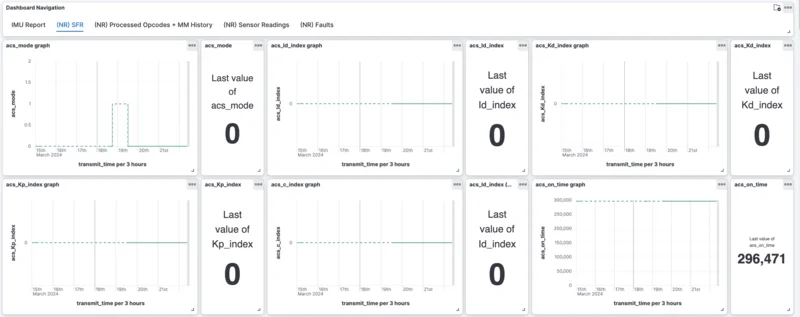 Dashboard Navigation
IMU Report (NR) SFR (NR) Processed Opcodes + MM History (NR) Sensor Readings (NR) Faults
acs_mode graph
acs_mode
2
1.5
1
0.5
0
15th 16th 17th 18th 19th 20th 21st
March 2024
transmit_time per 3 hours
acs_mode
Last value
of
acs_mode
0
acs_Id_index graph
acs_Id_index
0
15th 16th 17th 18th 19th 20th 21st
March 2024
transmit_time per 3 hours
acs_Id_index
Last
value of
Id_index
0
acs_Kd_index graph
acs_Kd_index
0
15th 16th 17th 18th 19th 20th 21st
March 2024
transmit_time per 3 hours
acs_Kd_index
Last
value of
Kd_index
0
acs_Kp_index graph
acs_Kp_index
0
15th 16th 17th 18th 19th 20th 21st
March 2024
transmit_time per 3 hours
acs_Kp_index
Last
value of
Kp_index
0
acs_c_index graph
acs_c_index
0
15th 16th 17th 18th 19th 20th 21st
March 2024
transmit_time per 3 hours
acs_Id_index (...
Last
value of
Id_index
0
acs_on_time graph
acs_on_time
300,000
250,000
200,000
150,000
100,000
50,000
0
15th 16th 17th 18th 19th 20th 21st
March 2024
transmit_time per 3 hours
acs_on_time
Last value of
acs_on_time
296,471